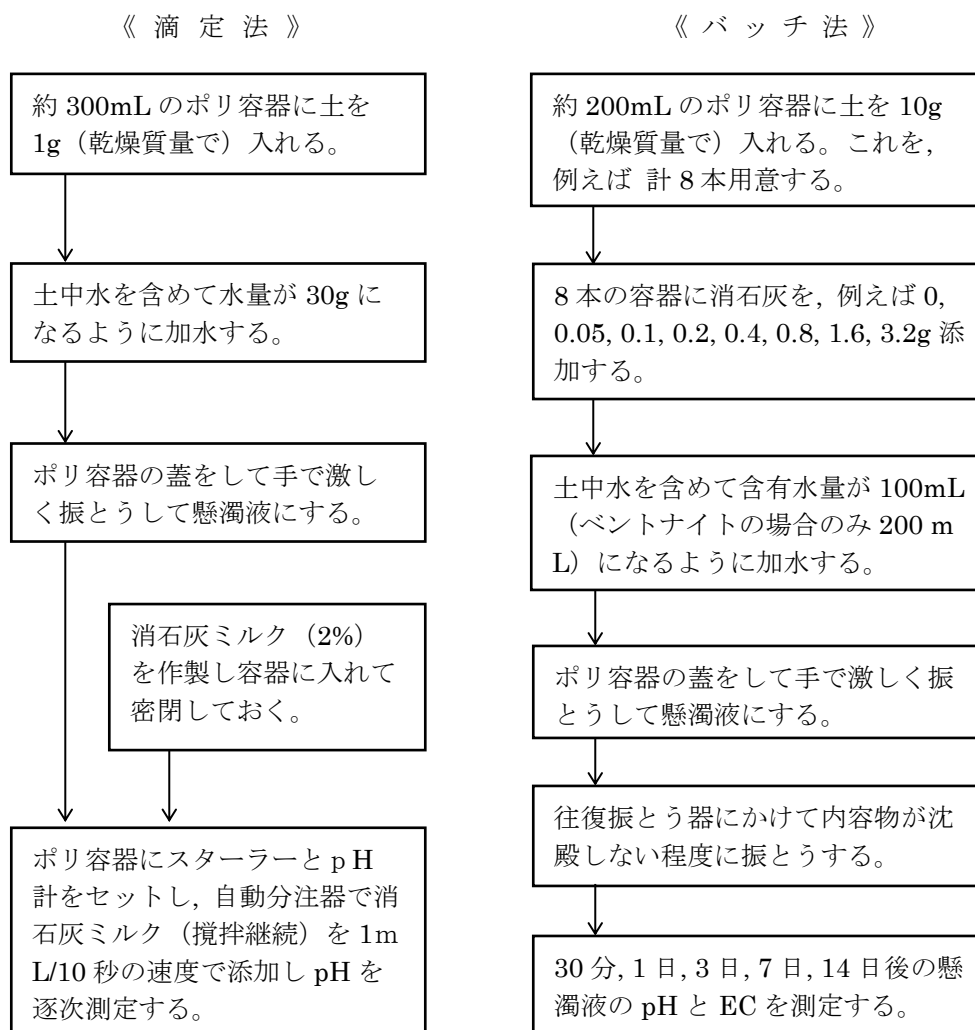 《 滴 定 法 》
約 300mL のポリ容器に土を
1g（乾燥質量で）入れる。
土中水を含めて水量が 30g に
なるように加水する。
ポリ容器の蓋をして手で激し
く振とうして懸濁液にする。
消石灰ミルク（2%）
を作製し容器に入れて
密閉しておく。
ポリ容器にスターラーとｐH
計をセットし, 自動分注器で消
石灰ミルク（撹拌継続）を 1m
L/10 秒の速度で添加し pH を
逐次測定する。
《 バ ッ チ 法 》
約 200mL のポリ容器に土を 10g
（乾燥質量で）入れる。これを,
例えば 計 8 本用意する。
8 本の容器に消石灰を, 例えば 0,
0.05, 0.1, 0.2, 0.4, 0.8, 1.6, 3.2g 添
加する。
土中水を含めて含有水量が 100mL
（ベントナイトの場合のみ 200 m
L）になるように加水する。
ポリ容器の蓋をして手で激しく振
とうして懸濁液にする。
往復振とう器にかけて内容物が沈
殿しない程度に振とうする。
30 分, 1 日, 3 日, 7 日, 14 日後の懸
濁液の pH と EC を測定する。